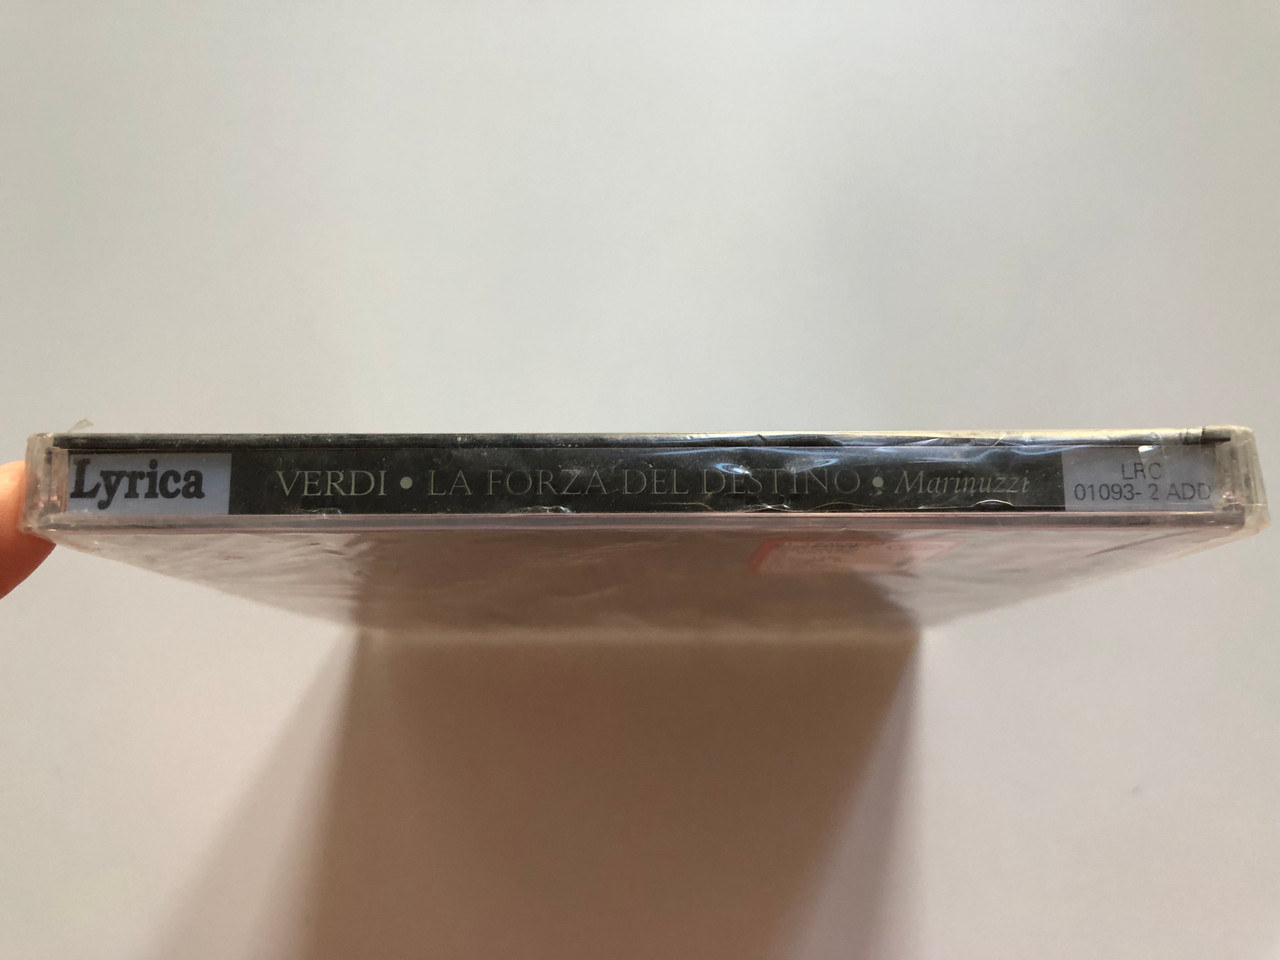 Lyrica
VERDI • LA FORZA DEL DESTINO • Marinuzzi
LRC
01093-2 ADD